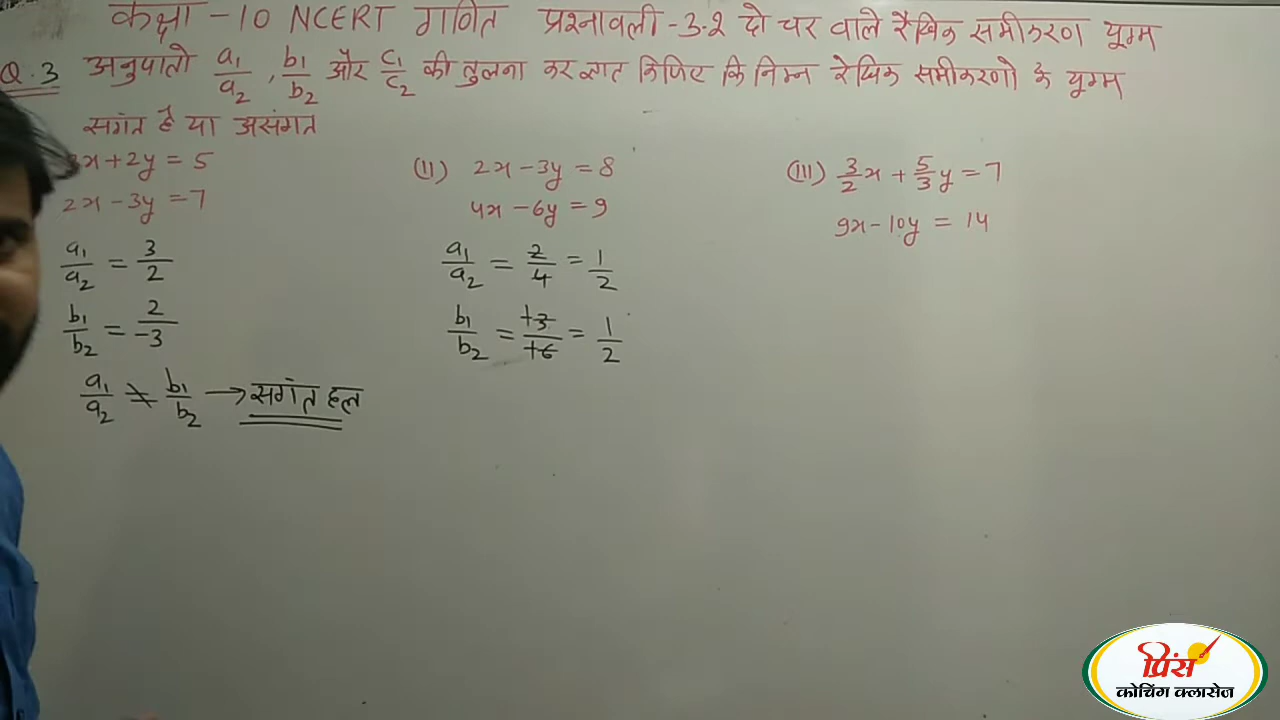 कक्षा -10 NCERT गणित प्रश्नावली-3.2 दो चर वाले रैखिक समीकरण युग्म
Q.3 अनुपातो a₁/a₂ , b₁/b₂ और c₁/c₂ की तुलना कर ज्ञात किजिए कि निम्न रेखिक समीकरणो के युग्म
सगंत है या असंगत
3x+2y = 5
2x - 3y = 7
a₁/a₂ = 3/2
b₁/b₂ = 2/-3
a₁/a₂ ≠ b₁/b₂ → सगंत हल
(II) 2x - 3y = 8
4x - 6y = 9
a₁/a₂ = 2/4 = 1/2
b₁/b₂ = +3/+6 = 1/2
(III) 3/2x + 5/3y = 7
9x - 10y = 14
प्रिंस
कोचिंग क्लासेज